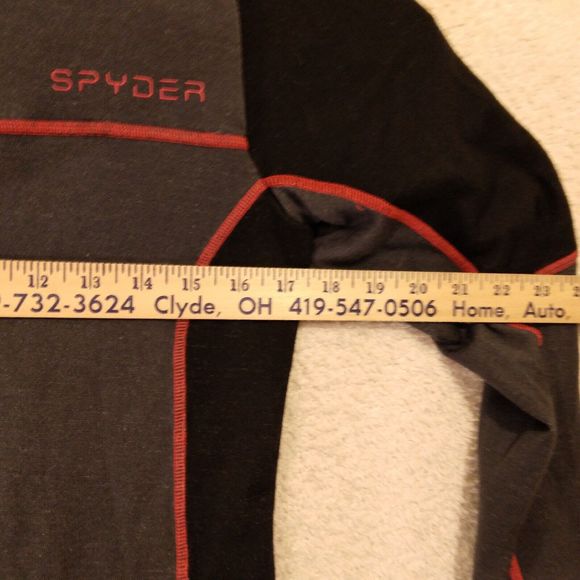 SPYDER
12 13 14 15 16 17 18 19 20 21 22 23
-732-3624 Clyde, OH 419-547-0506 Home, Auto,